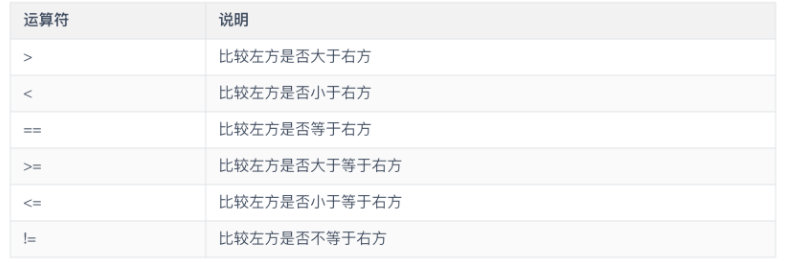 运算符 说明
> 比较左方是否大于右方
< 比较左方是否小于右方
== 比较左方是否等于右方
>= 比较左方是否大于等于右方
<= 比较左方是否小于等于右方
!= 比较左方是否不等于右方